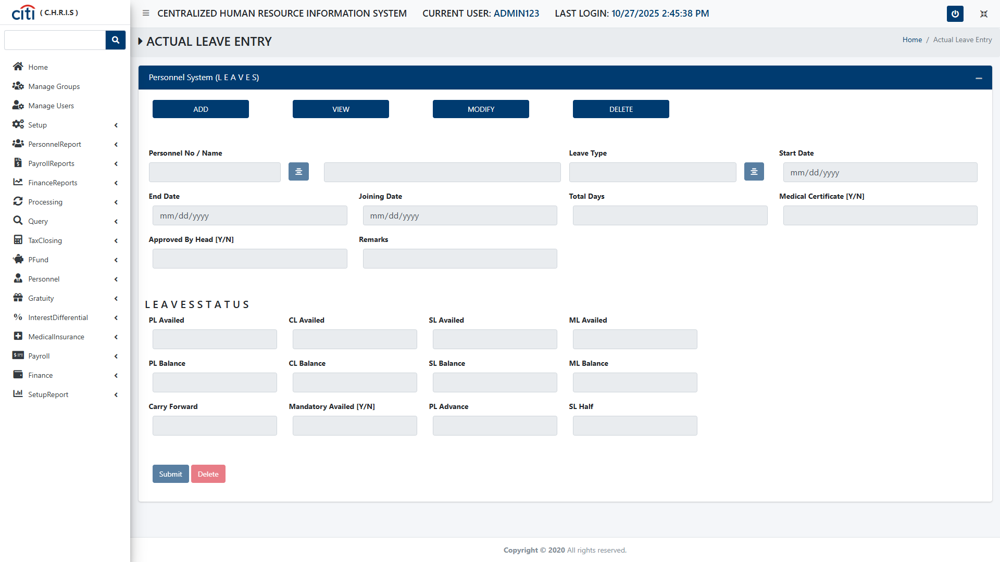 citi ( C.H.R.I.S )
CENTRALIZED HUMAN RESOURCE INFORMATION SYSTEM CURRENT USER: ADMIN123 LAST LOGIN: 10/27/2025 2:45:38 PM
ACTUAL LEAVE ENTRY
Home / Actual Leave Entry
Home
Manage Groups
Manage Users
Setup
PersonnelReport
PayrollReports
FinanceReports
Processing
Query
TaxClosing
PFund
Personnel
Gratuity
InterestDifferential
MedicalInsurance
Payroll
Finance
SetupReport
Personnel System (L E A V E S)
ADD VIEW MODIFY DELETE
Personnel No / Name Leave Type Start Date
mm/dd/yyyy
End Date Joining Date Total Days Medical Certificate [Y/N]
mm/dd/yyyy mm/dd/yyyy
Approved By Head [Y/N] Remarks
L E A V E S S T A T U S
PL Availed CL Availed SL Availed ML Availed
PL Balance CL Balance SL Balance ML Balance
Carry Forward Mandatory Availed [Y/N] PL Advance SL Half
Submit Delete
Copyright © 2020 All rights reserved.